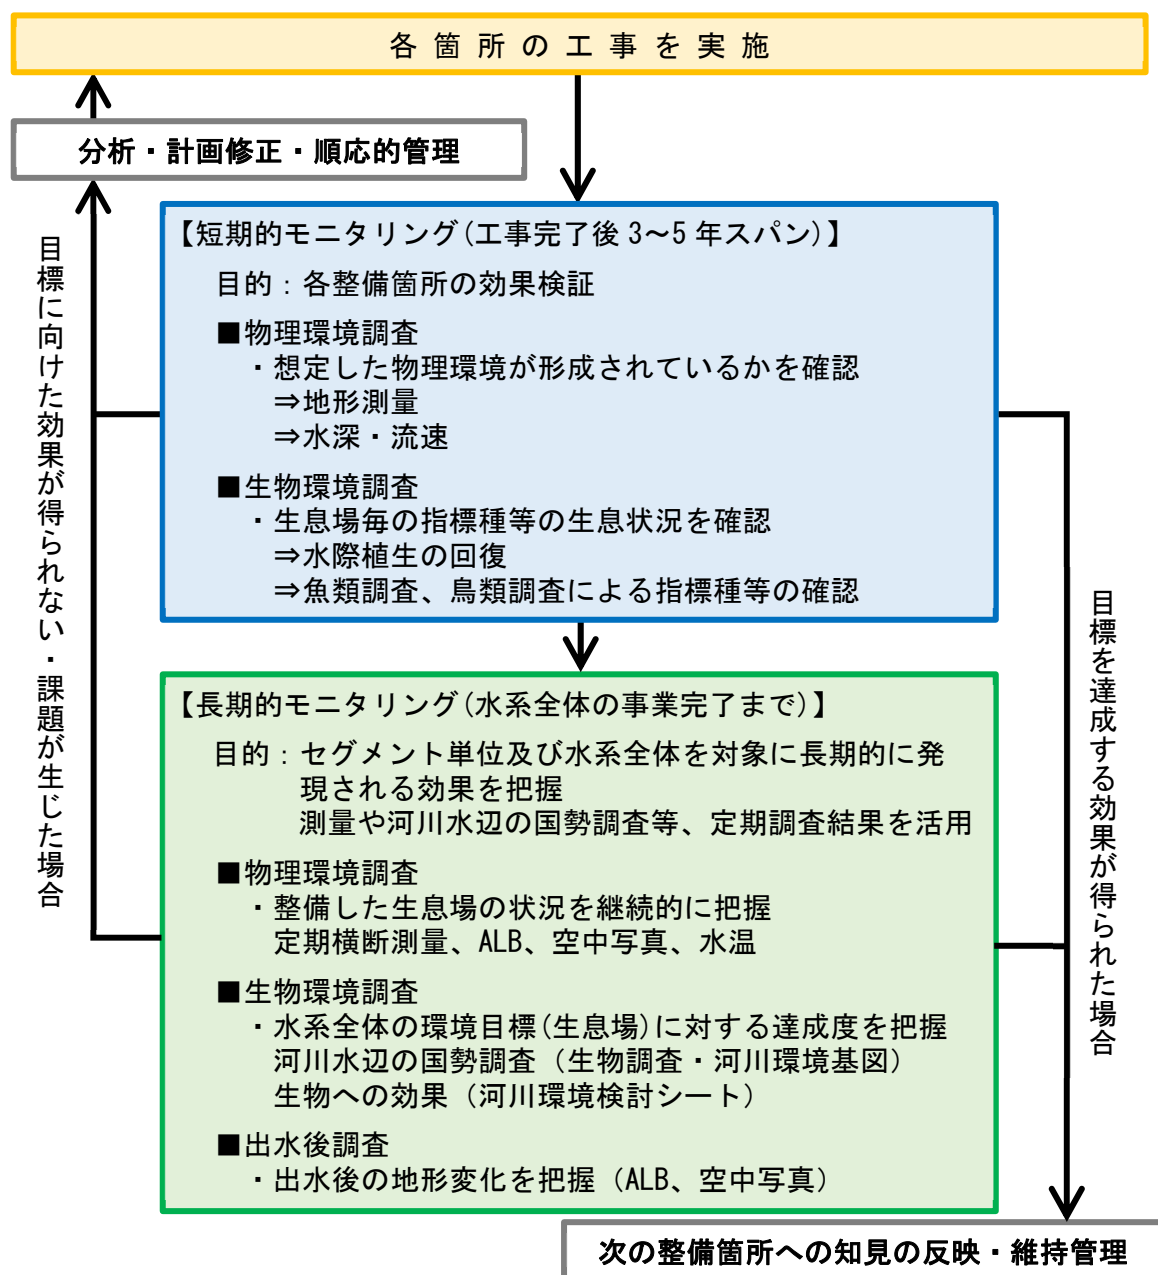 各箇所の工事を実施
分析・計画修正・順応的管理
目標に向けた効果が得られない・課題が生じた場合
【短期的モニタリング(工事完了後 3～5 年スパン)】
目的：各整備箇所の効果検証
■物理環境調査
・想定した物理環境が形成されているかを確認
⇒地形測量
⇒水深・流速
■生物環境調査
・生息場毎の指標種等の生息状況を確認
⇒水際植生の回復
⇒魚類調査、鳥類調査による指標種等の確認
【長期的モニタリング(水系全体の事業完了まで)】
目的：セグメント単位及び水系全体を対象に長期的に発
現される効果を把握
測量や河川水辺の国勢調査等、定期調査結果を活用
■物理環境調査
・整備した生息場の状況を継続的に把握
定期横断測量、ALB、空中写真、水温
■生物環境調査
・水系全体の環境目標(生息場)に対する達成度を把握
河川水辺の国勢調査（生物調査・河川環境基図）
生物への効果（河川環境検討シート）
■出水後調査
・出水後の地形変化を把握（ALB、空中写真）
目標を達成する効果が得られた場合
次の整備箇所への知見の反映・維持管理